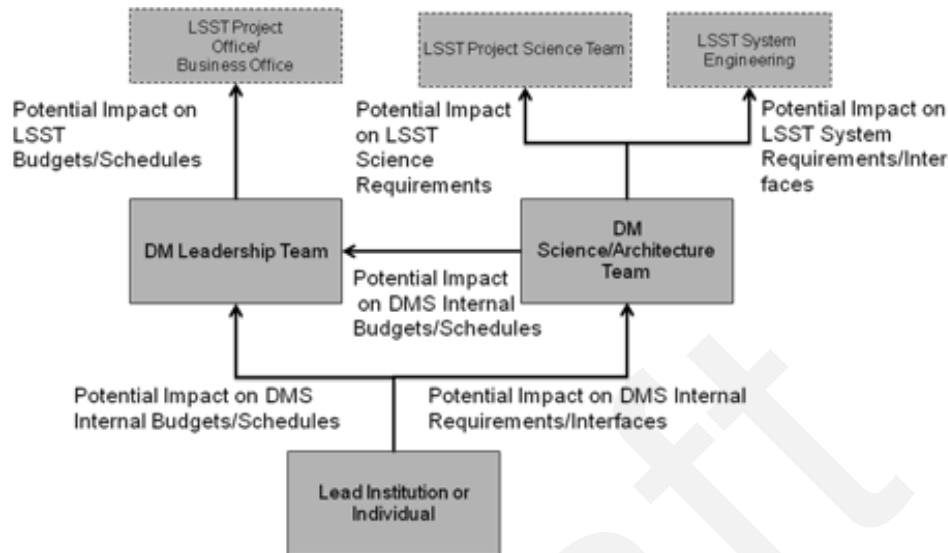 LSST Project
Office/
Business Office
LSST Project Science Team
LSST System
Engineering
Potential Impact on
LSST
Budgets/Schedules
Potential Impact
on LSST
Science
Requirements
Potential Impact on
LSST System
Requirements/Inter
faces
DM Leadership Team
DM
Science/Architecture
Team
Potential Impact
on DMS Internal
Budgets/Schedules
Potential Impact on DMS
Internal Budgets/Schedules
Potential Impact on DMS Internal
Requirements/Interfaces
Lead Institution or
Individual